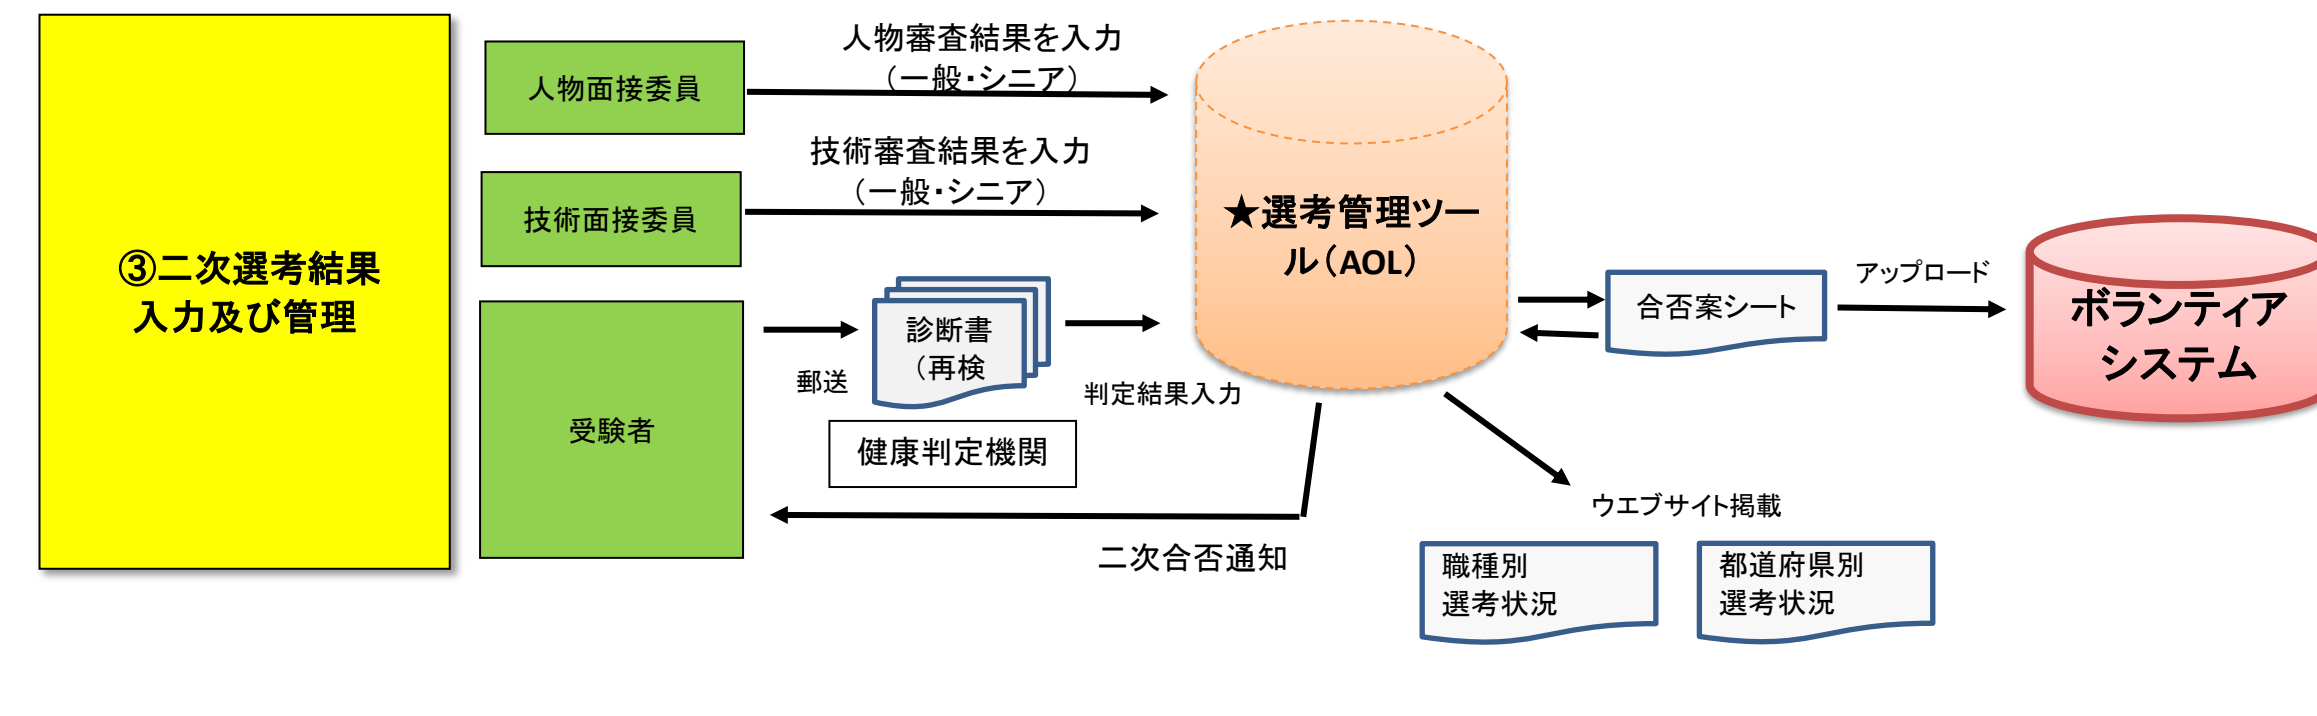 ③二次選考結果
入力及び管理
人物面接委員
人物審査結果を入力
（一般・シニア）
技術面接委員
技術審査結果を入力
（一般・シニア）
受験者
郵送
診断書
（再検
健康判定機関
判定結果入力
★選考管理ツー
ル（AOL）
合否案シート
アップロード
ボランティア
システム
二次合否通知
ウエブサイト掲載
職種別
選考状況
都道府県別
選考状況